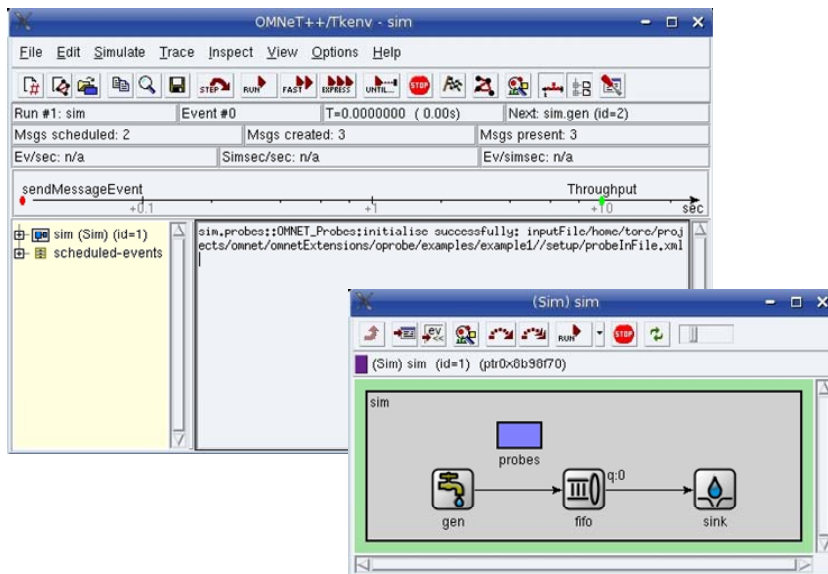 OMNeT++/Tkenv - sim
File Edit Simulate Trace Inspect View Options Help
STEP RUN FAST EXPRESS UNTIL... STOP
Run #1: sim Event #0 T=0.0000000 ( 0.00s) Next: sim.gen (id=2)
Msgs scheduled: 2 Msgs created: 3 Msgs present: 3
Ev/sec: n/a Simsec/sec: n/a Ev/simsec: n/a
sendMessageEvent Throughput
+0.1 +1 +10 sec
sim (Sim) (id=1)
scheduled-events
sim.probes::OMNET_Probes:initialise successfully: inputFile/home/torc/proj
ects/omnet/omnetExtensions/oprobe/examples/example1//setup/probeInFile.xml
(Sim) sim
ev<< RUN STOP
(Sim) sim (id=1) (ptr0x8b98f70)
sim
probes
q:0
gen fifo sink